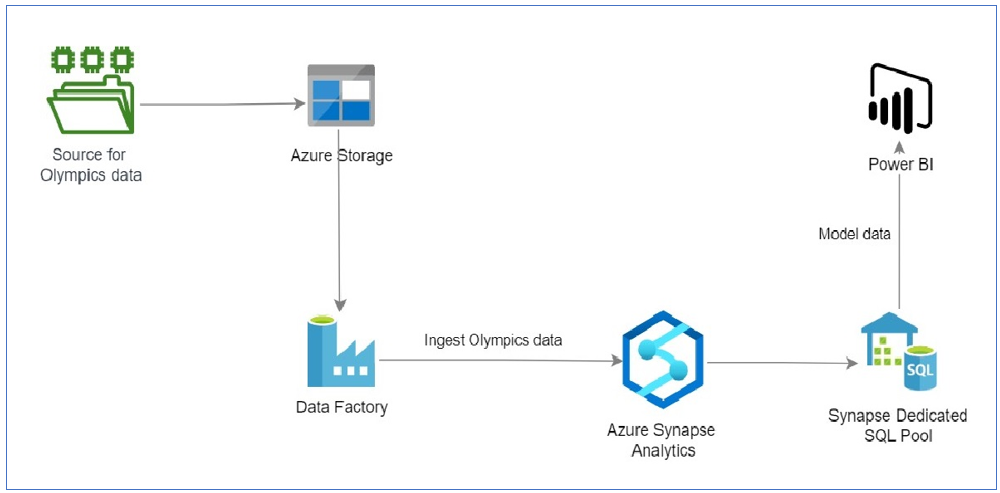 Source for
Olympics data
Azure Storage
Power BI
Model data
Ingest Olympics data
SQL
Data Factory
Azure Synapse
Analytics
Synapse Dedicated
SQL Pool